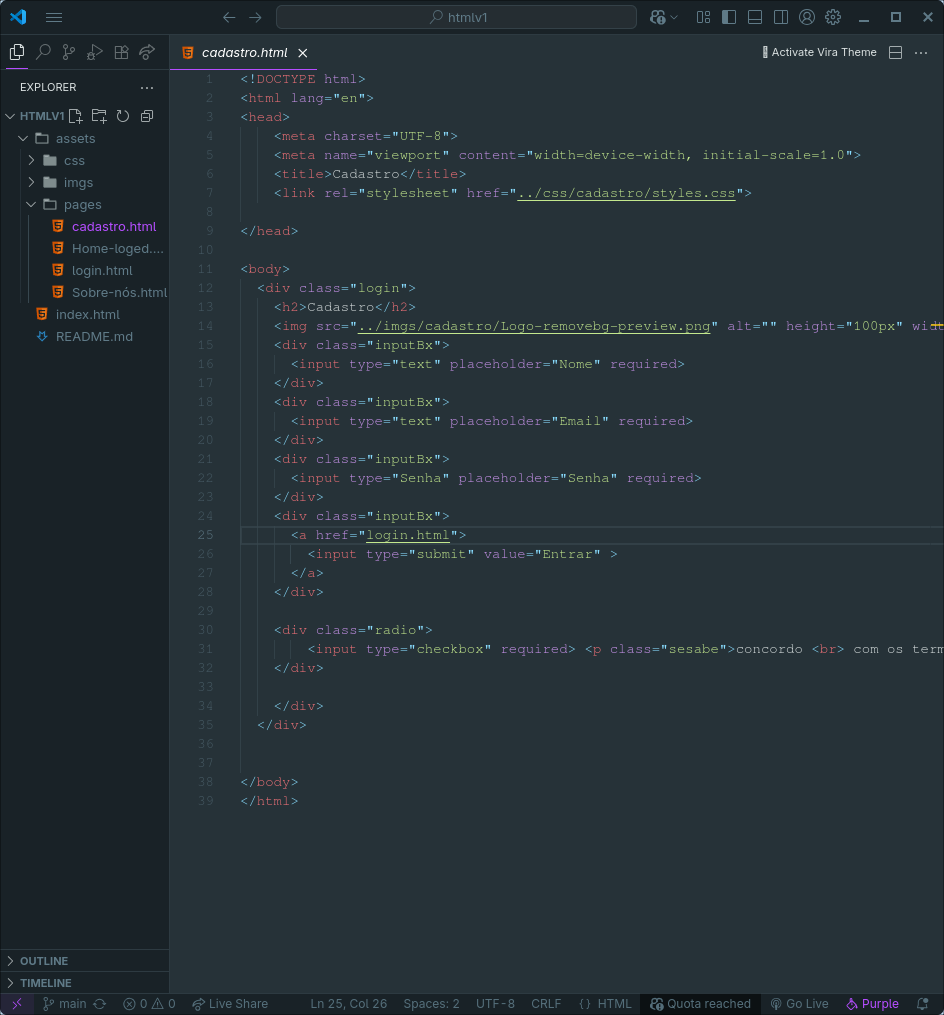 htmlv1
cadastro.html
Activate Vira Theme
EXPLORER
HTMLV1
assets
css
imgs
pages
cadastro.html
Home-loged....
login.html
Sobre-nós.html
index.html
README.md
1 <!DOCTYPE html>
2 <html lang="en">
3 <head>
4 <meta charset="UTF-8">
5 <meta name="viewport" content="width=device-width, initial-scale=1.0">
6 <title>Cadastro</title>
7 <link rel="stylesheet" href="../css/cadastro/styles.css">
8
9 </head>
10
11 <body>
12 <div class="login">
13 <h2>Cadastro</h2>
14 <img src="../imgs/cadastro/Logo-removebg-preview.png" alt="" height="100px" widt
15 <div class="inputBx">
16 <input type="text" placeholder="Nome" required>
17 </div>
18 <div class="inputBx">
19 <input type="text" placeholder="Email" required>
20 </div>
21 <div class="inputBx">
22 <input type="Senha" placeholder="Senha" required>
23 </div>
24 <div class="inputBx">
25 <a href="login.html">
26 <input type="submit" value="Entrar" >
27 </a>
28 </div>
29
30 <div class="radio">
31 <input type="checkbox" required> <p class="sesabe">concordo <br> com os term
32 </div>
33
34 </div>
35 </div>
36
37
38 </body>
39 </html>
OUTLINE
TIMELINE
main 0 0 Live Share Ln 25, Col 26 Spaces: 2 UTF-8 CRLF {} HTML Quota reached Go Live Purple